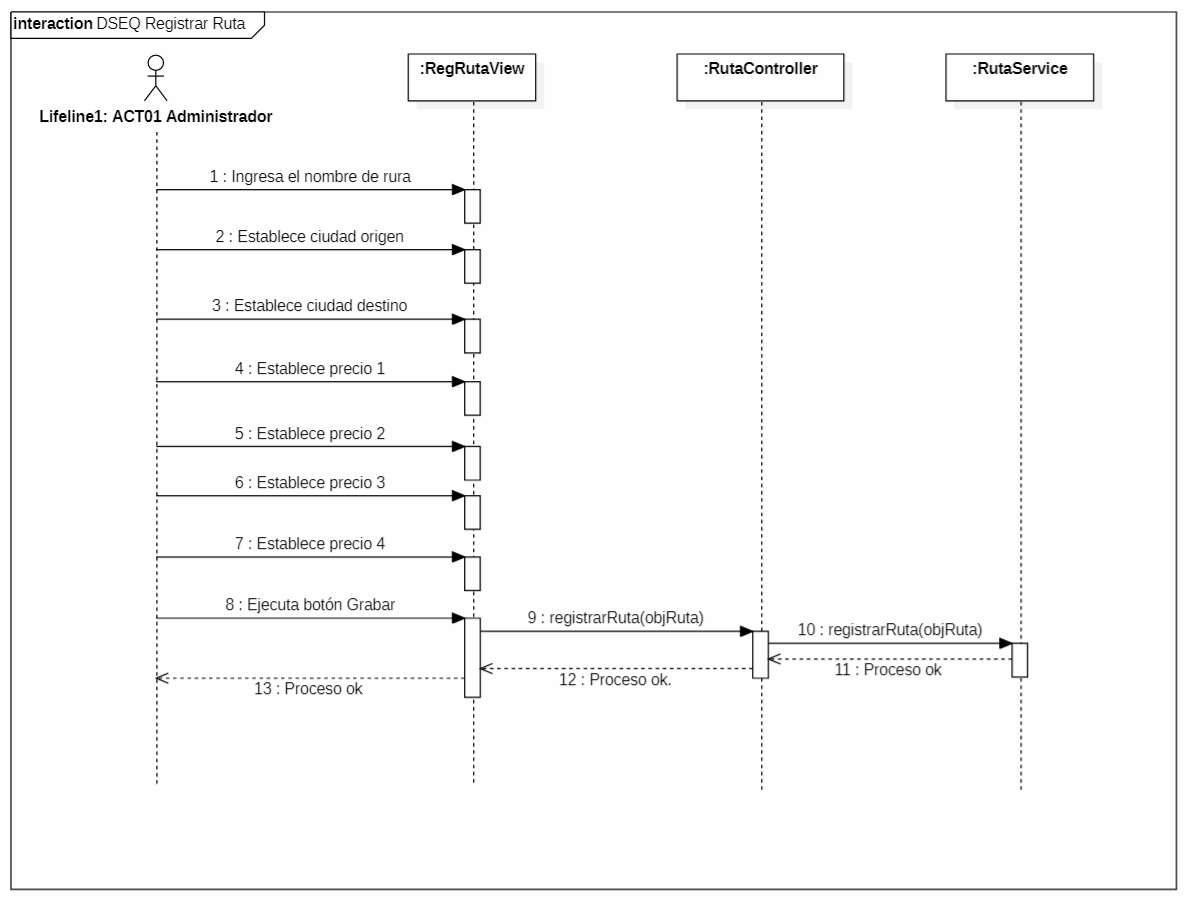 interaction DSEQ Registrar Ruta
:RegRutaView
:RutaController
:RutaService
Lifeline1: ACT01 Administrador
1 : Ingresa el nombre de rura
2 : Establece ciudad origen
3 : Establece ciudad destino
4 : Establece precio 1
5 : Establece precio 2
6 : Establece precio 3
7 : Establece precio 4
8 : Ejecuta botón Grabar
9 : registrarRuta(objRuta)
10 : registrarRuta(objRuta)
11 : Proceso ok
12 : Proceso ok.
13 : Proceso ok